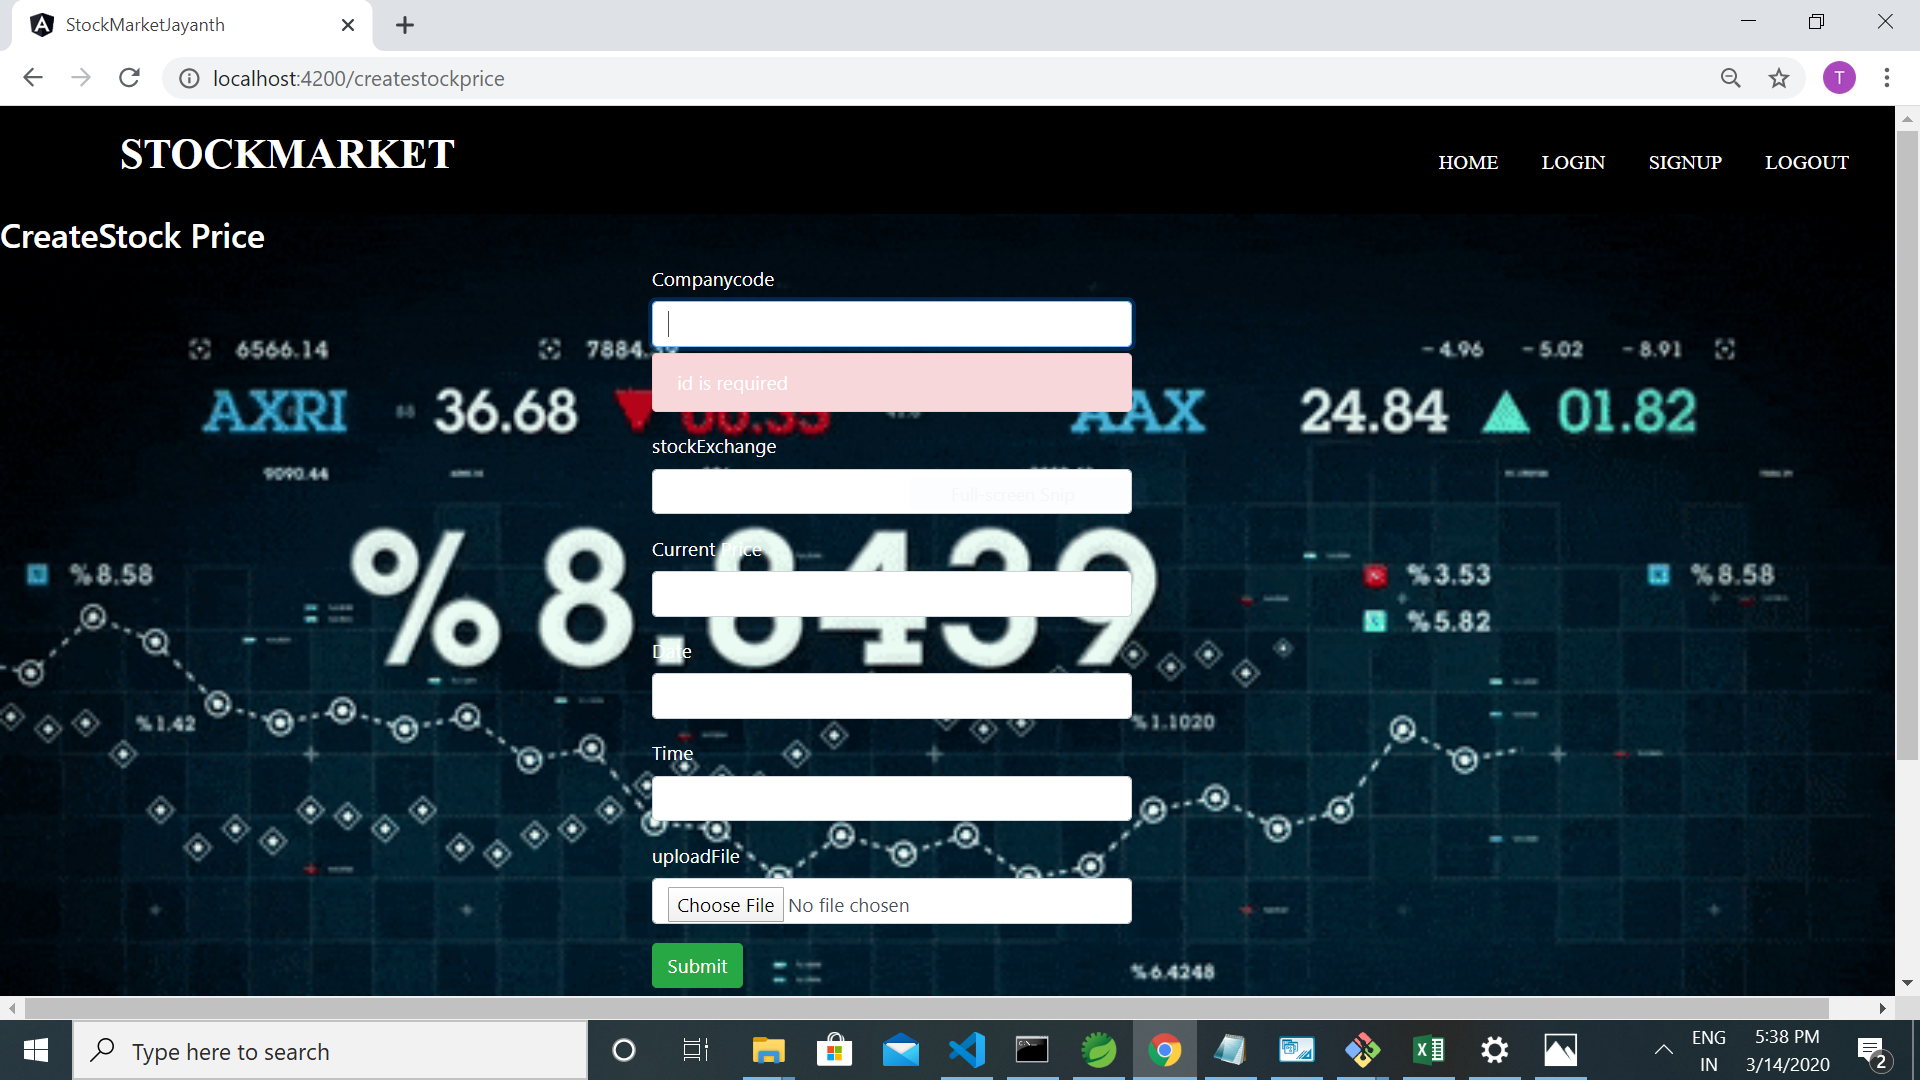 StockMarketJayanth
localhost:4200/createstockprice
T
STOCKMARKET
HOME LOGIN SIGNUP LOGOUT
CreateStock Price
Companycode
6566.14
- 4.96 - 5.02 - 8.91
id is required
AXRI 36.68
AAX 24.84 01.82
stockExchange
9090.44
Full-screen Snip
Current Price
% 8.8439
%8.58
%3.53
%8.58
%5.82
Date
%1.42
%1.1020
Time
uploadFile
Choose File No file chosen
Submit
%6.4248
Type here to search
ENG
IN
5:38 PM
3/14/2020
2